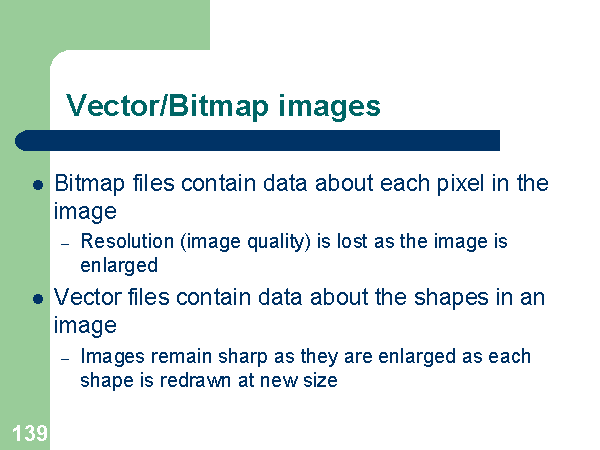 Vector/Bitmap images
● Bitmap files contain data about each pixel in the
image
– Resolution (image quality) is lost as the image is
enlarged
● Vector files contain data about the shapes in an
image
– Images remain sharp as they are enlarged as each
shape is redrawn at new size
139